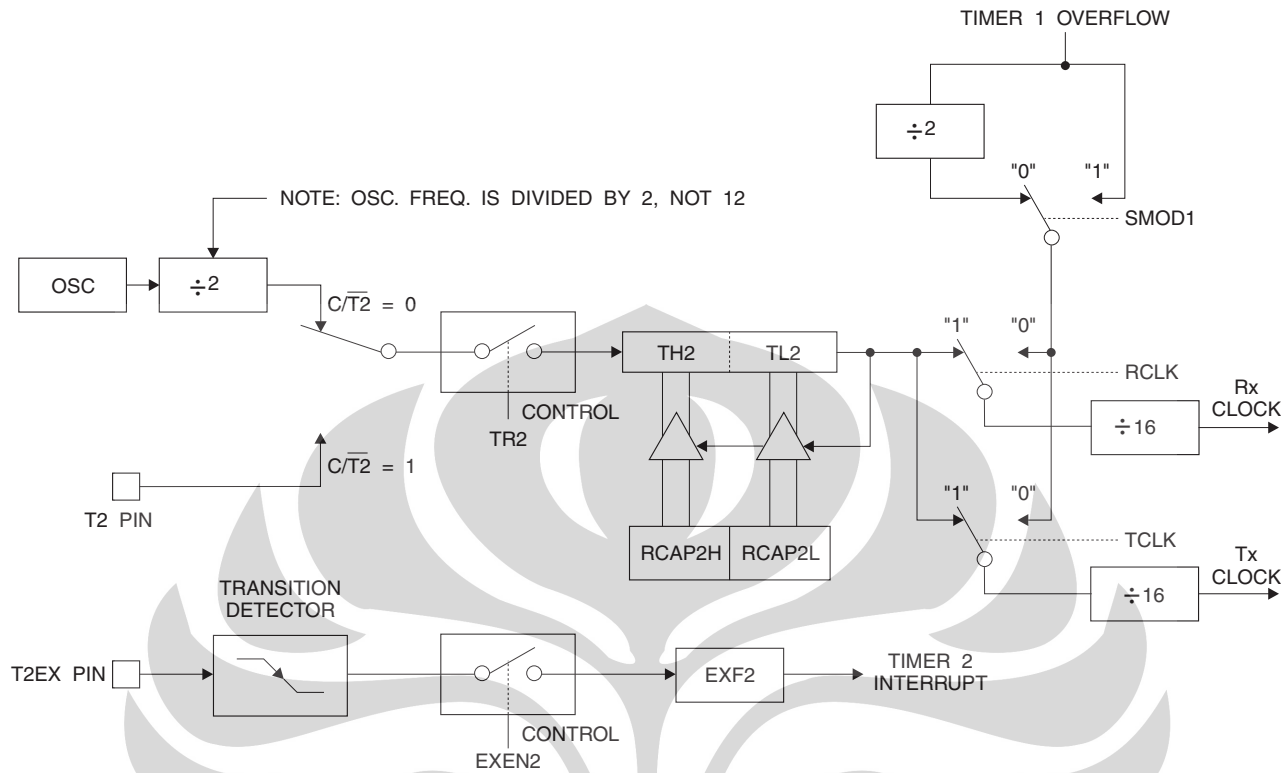 TIMER 1 OVERFLOW
÷2
"0" "1"
SMOD1
NOTE: OSC. FREQ. IS DIVIDED BY 2, NOT 12
OSC
÷2
C/T2̅ = 0
TH2 TL2
"1" "0"
RCLK
Rx
CLOCK
÷16
CONTROL
TR2
C/T2̅ = 1
T2 PIN
RCAP2H RCAP2L
"1" "0"
TCLK
Tx
CLOCK
÷16
TRANSITION
DETECTOR
T2EX PIN
EXF2
TIMER 2
INTERRUPT
CONTROL
EXEN2